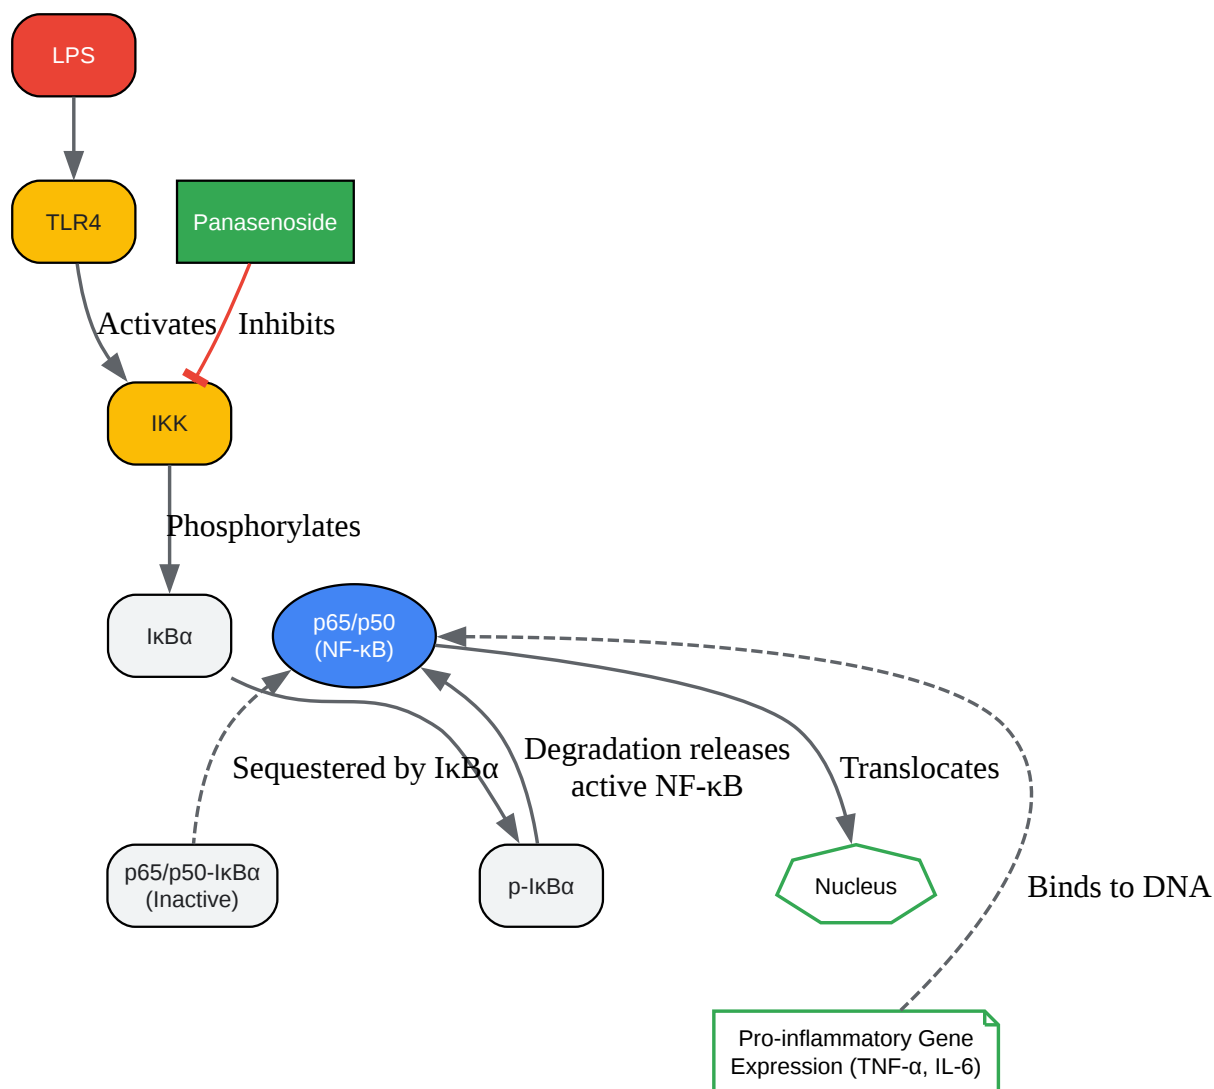 LPS
TLR4
Panasenoside
Activates
Inhibits
IKK
Phosphorylates
IκBα
p65/p50
(NF-κB)
Sequestered by IκBα
Degradation releases
active NF-κB
Translocates
p65/p50-IκBα
(Inactive)
p-IκBα
Nucleus
Binds to DNA
Pro-inflammatory Gene
Expression (TNF-α, IL-6)